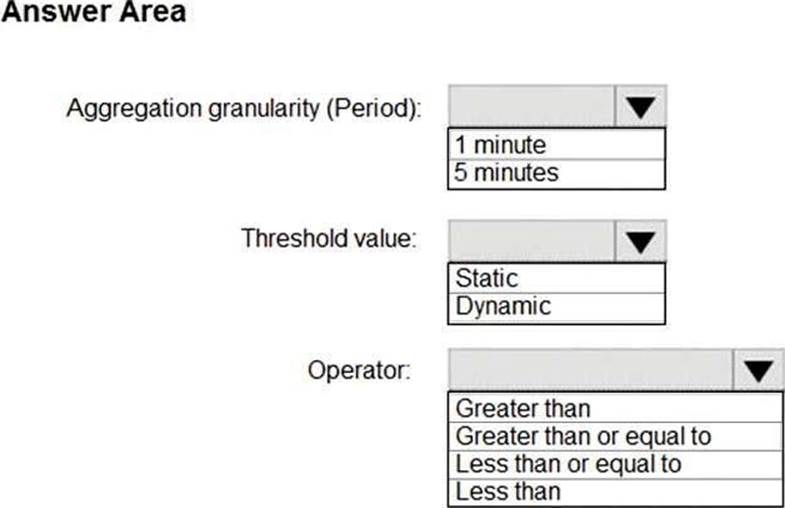 Answer Area
Aggregation granularity (Period):
1 minute
5 minutes
Threshold value:
Static
Dynamic
Operator:
Greater than
Greater than or equal to
Less than or equal to
Less than